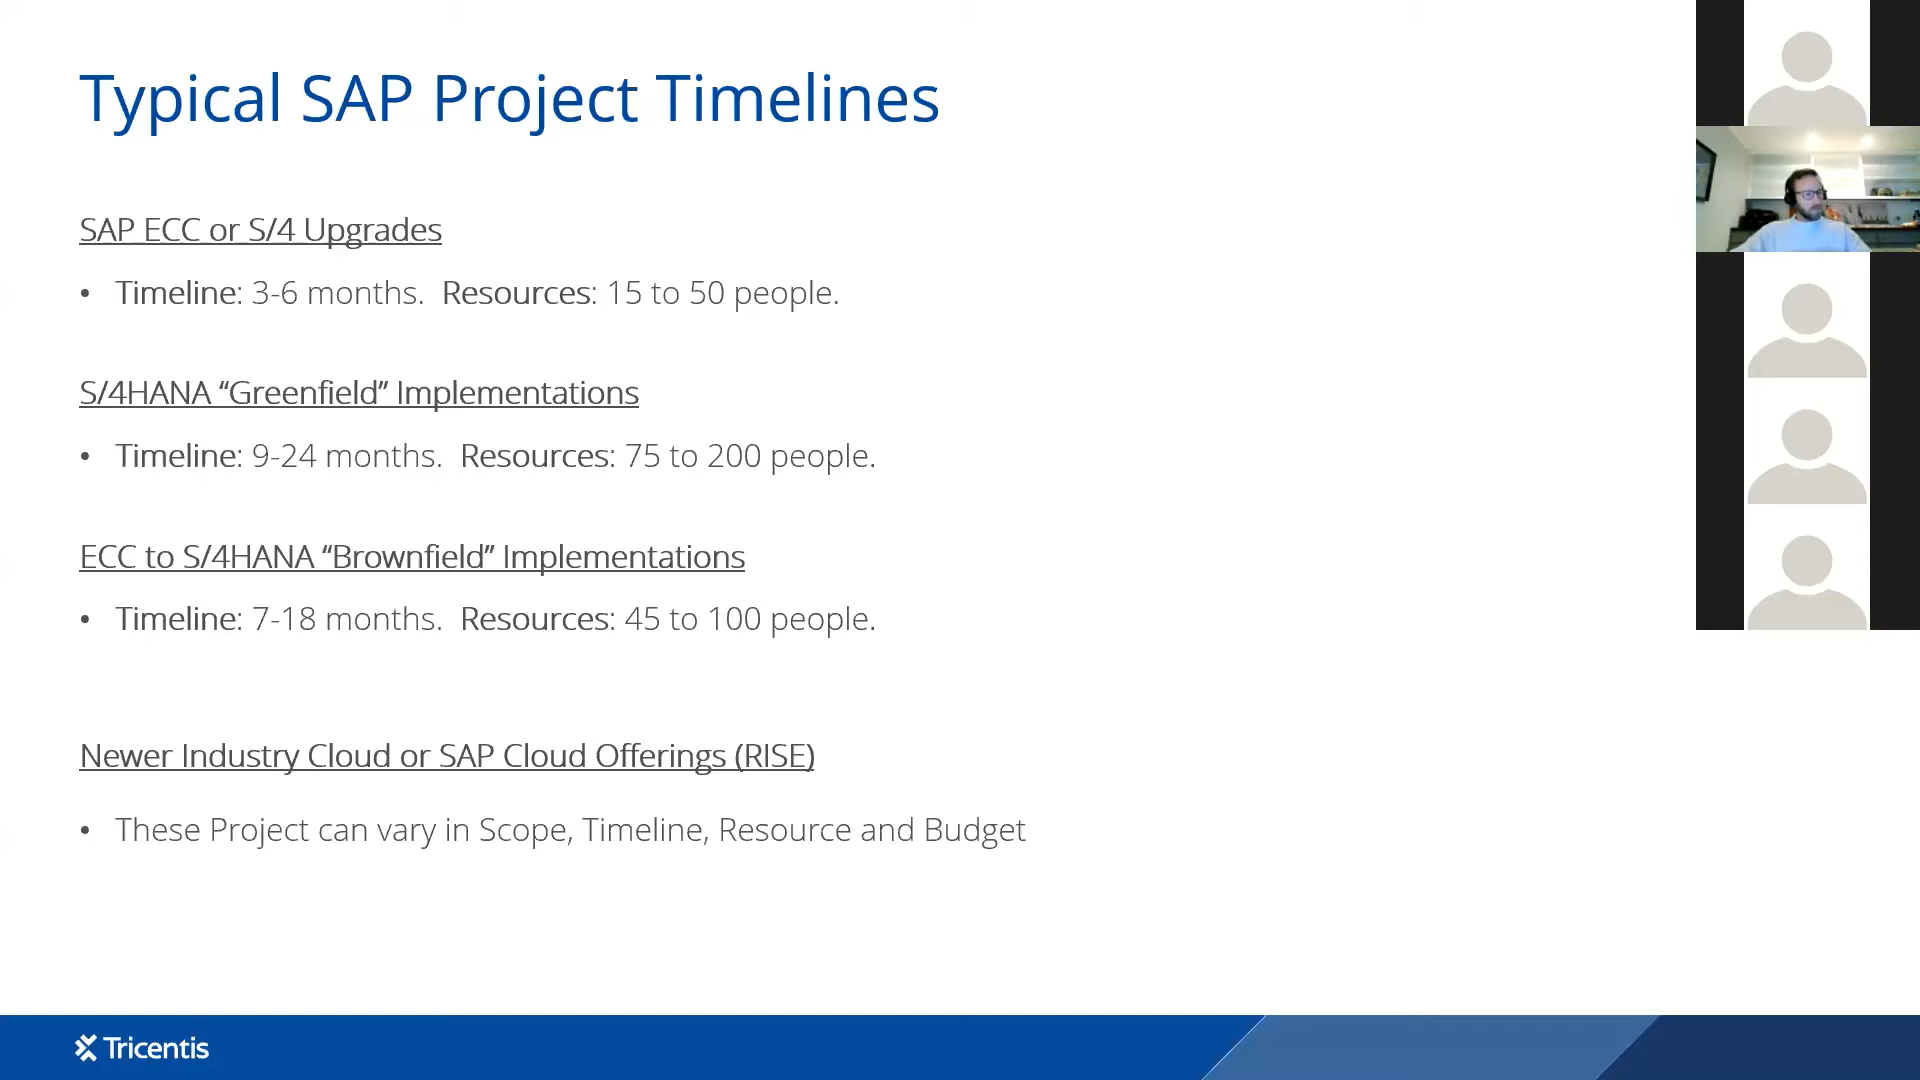 Typical SAP Project Timelines
SAP ECC or S/4 Upgrades
• Timeline: 3-6 months.  Resources: 15 to 50 people.
S/4HANA “Greenfield” Implementations
• Timeline: 9-24 months.  Resources: 75 to 200 people.
ECC to S/4HANA “Brownfield” Implementations
• Timeline: 7-18 months.  Resources: 45 to 100 people.
Newer Industry Cloud or SAP Cloud Offerings (RISE)
• These Project can vary in Scope, Timeline, Resource and Budget
Tricentis